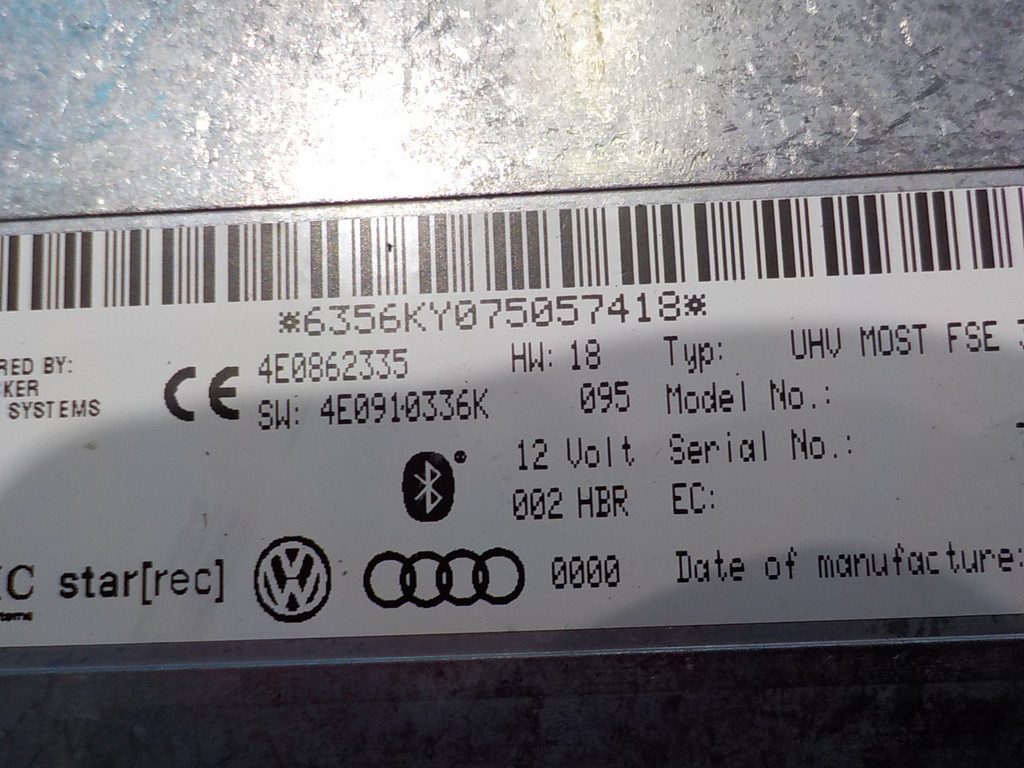 *6356KY075057418*
RED BY:
KER
SYSTEMS
CE
4E0862335 HW: 18
SW: 4E0910336K 095
12 Volt
002 HBR
Typ: UHV MOST FSE
Model No.:
Serial No.:
EC:
star[rec] 0000 Date of manufacture: